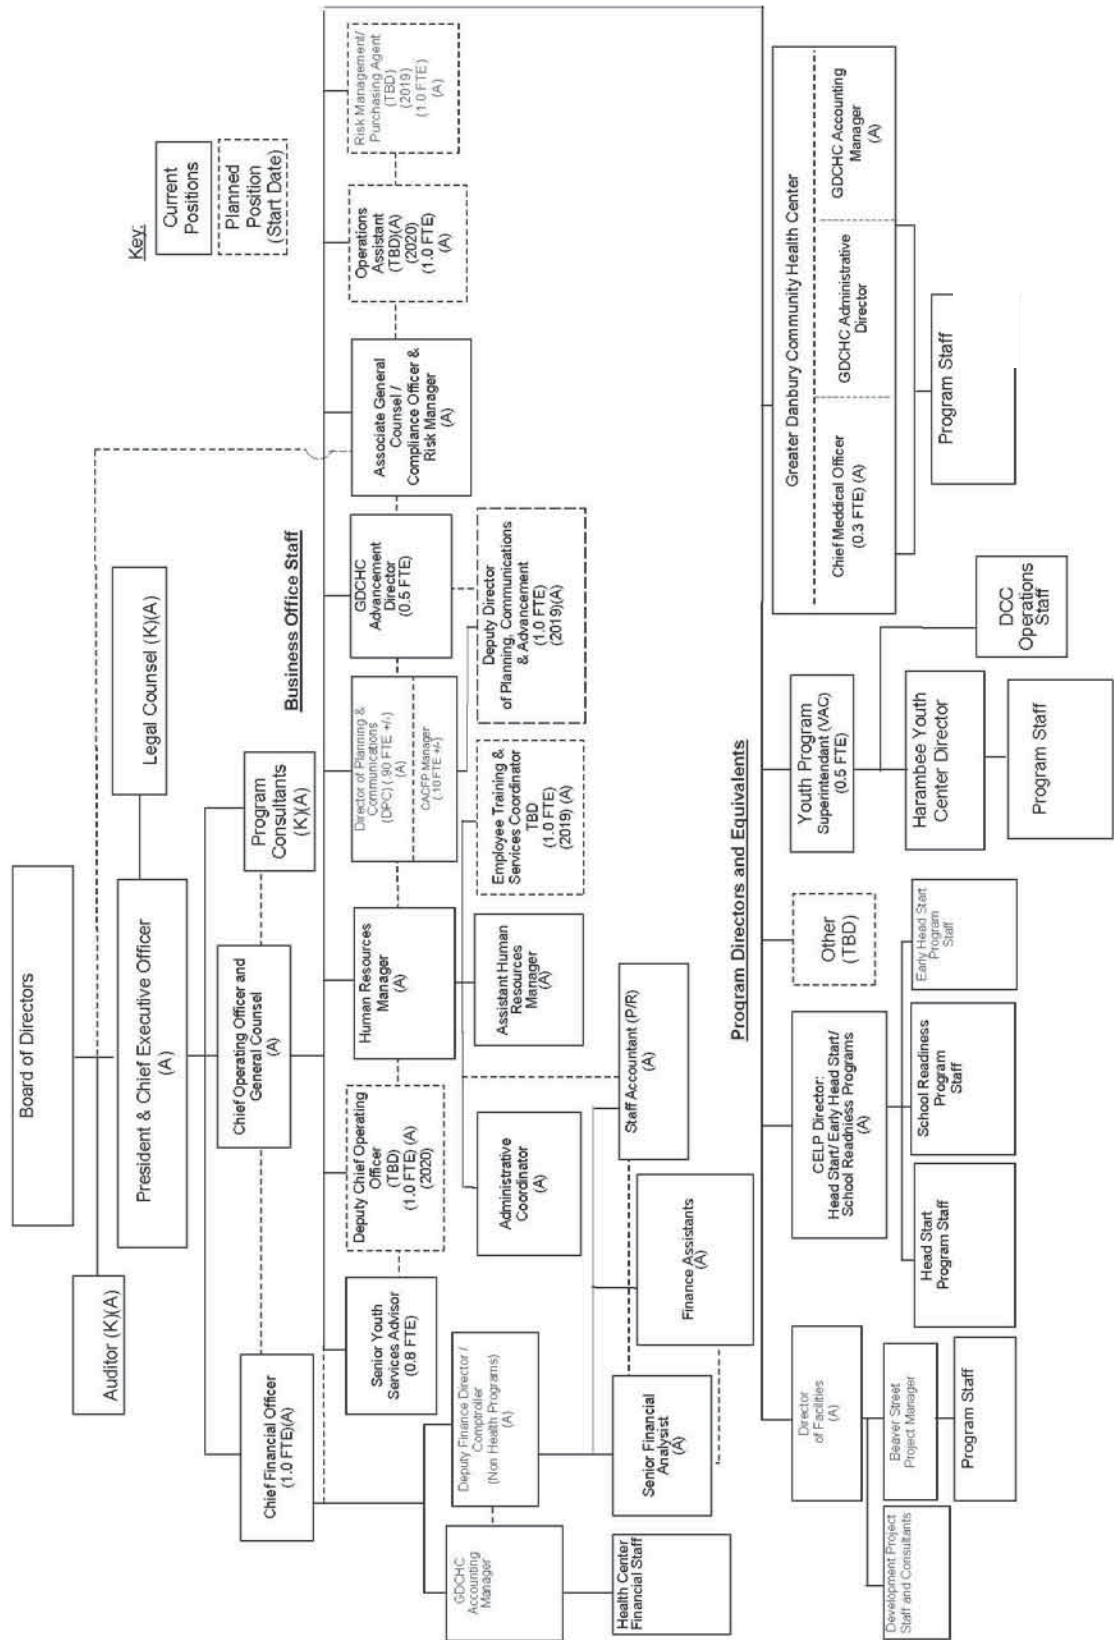 Board of Directors
Auditor (K)(A)
President & Chief Executive Officer
(A)
Legal Counsel (K)(A)
Key:
Current
Positions
Planned
Position
(Start Date)
Chief Financial Officer
(1.0 FTE)(A)
Chief Operating Officer and
General Counsel
(A)
Program
Consultants
(K)(A)
Business Office Staff
Senior Youth
Services Advisor
(0.8 FTE)
Deputy Chief Operating
Officer
(TBD)
(1.0 FTE) (A)
(2020)
Human Resources
Manager
(A)
Director of Planning &
Communications
(DPC) (.90 FTE +/-)
(A)
CACFP Manager
(.10 FTE +/-)
GDCHC
Advancement
Director
(0.5 FTE)
Associate General
Counsel /
Compliance Officer &
Risk Manager
(A)
Operations
Assistant
(TBD)(A)
(2020)
(1.0 FTE)
(A)
Risk Management/
Purchasing Agent
(TBD)
(2019)
(1.0 FTE)
(A)
GDCHC
Accounting
Manager
Deputy Finance Director /
Comptroller
(Non Health Programs)
(A)
Administrative
Coordinator
(A)
Assistant Human
Resources
Manager
(A)
Employee Training &
Services Coordinator
TBD
(1.0 FTE)
(2019) (A)
Deputy Director
of Planning, Communications
& Advancement
(1.0 FTE)
(2019)(A)
Health Center
Financial Staff
Senior Financial
Analysist
(A)
Finance Assistants
(A)
Staff Accountant (P/R)
(A)
Program Directors and Equivalents
Director
of Facilities
(A)
CELP Director:
Head Start/ Early Head Start/
School Readniess Programs
(A)
Other
(TBD)
Youth Program
Superintendant (VAC)
(0.5 FTE)
Greater Danbury Community Health Center
Chief Meddical Officer
(0.3 FTE) (A)
GDCHC Administrative
Director
GDCHC Accounting
Manager
(A)
Development Project
Staff and Consultants
Beaver Street
Project Manager
Head Start
Program Staff
School Readiness
Program
Staff
Early Head Start
Program
Staff
Harambee Youth
Center Director
DCC
Operations
Staff
Program Staff
Program Staff
Program Staff